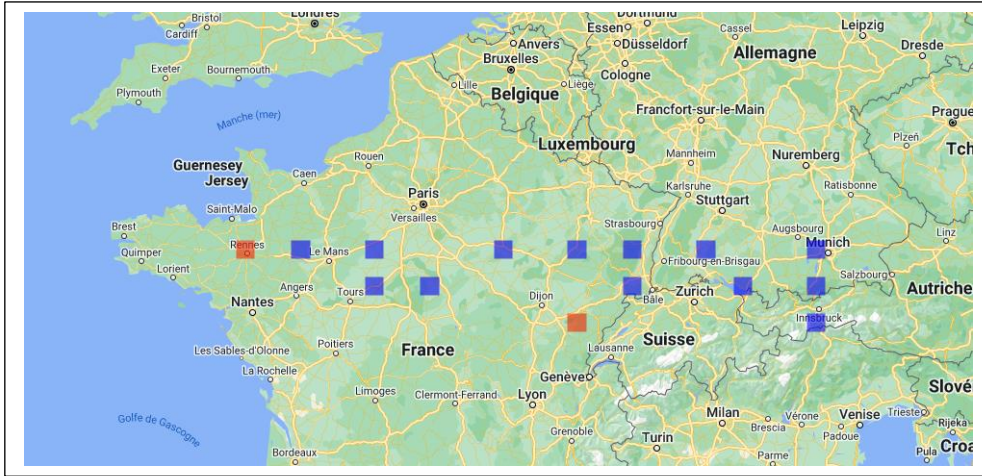 Bristol
Cardiff
Londres
Essen
Dortmund
Cassel
Leipzig
Anvers
Düsseldorf
Allemagne
Dresde
Exeter
Bournemouth
Bruxelles
Cologne
Plymouth
Lille
Liège
Belgique
Francfort-sur-le-Main
Prague
Manche (mer)
Plzeň
Tch
Luxembourg
Guernesey
Jersey
Rouen
Mannheim
Nuremberg
Caen
Paris
Karlsruhe
Ratisbonne
Saint-Malo
Versailles
Stuttgart
Brest
Rennes
Strasbourg
Augsbourg
Linz
Quimper
Le Mans
Fribourg-en-Brisgau
Munich
Lorient
Salzbourg
Angers
Tours
Dijon
Bâle
Zurich
Autriche
Nantes
Innsbruck
Les Sables-d'Olonne
Poitiers
France
Lausanne
Suisse
La Rochelle
Genève
Slové
Limoges
Clermont-Ferrand
Lyon
Golfe de Gascogne
Milan
Vérone
Venise
Trieste
Rijeka
Brescia
Padoue
Grenoble
Turin
Bordeaux
Parme
Pula
Croa